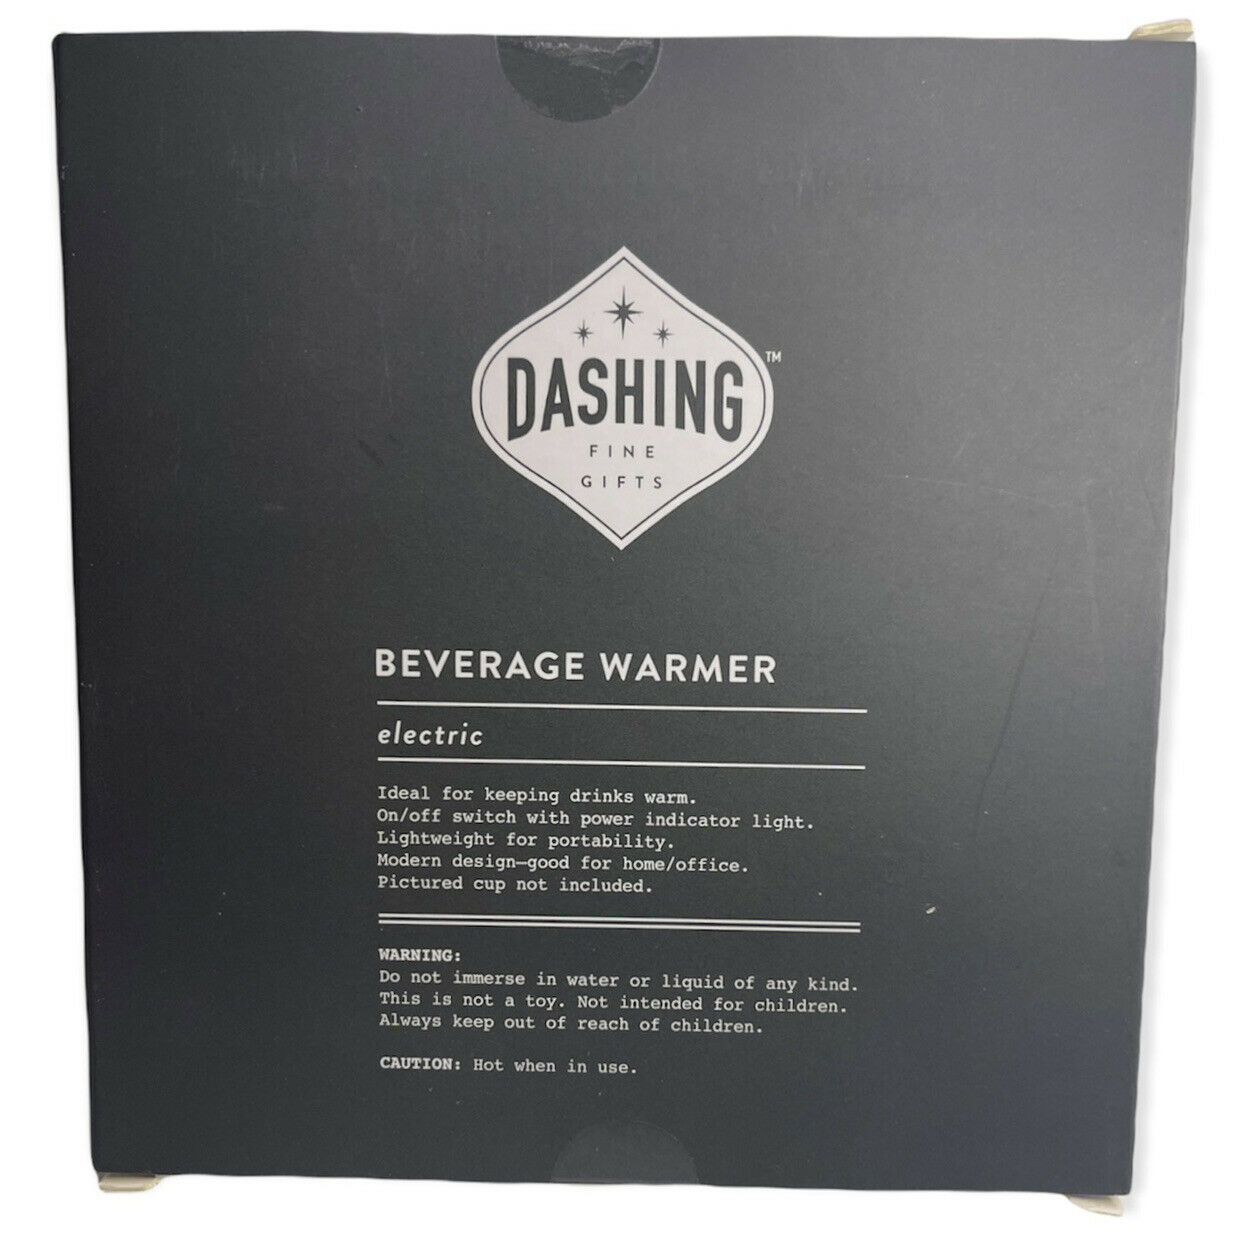 DASHING™
FINE
GIFTS
BEVERAGE WARMER
electric
Ideal for keeping drinks warm.
On/off switch with power indicator light.
Lightweight for portability.
Modern design—good for home/office.
Pictured cup not included.
WARNING:
Do not immerse in water or liquid of any kind.
This is not a toy. Not intended for children.
Always keep out of reach of children.
CAUTION: Hot when in use.